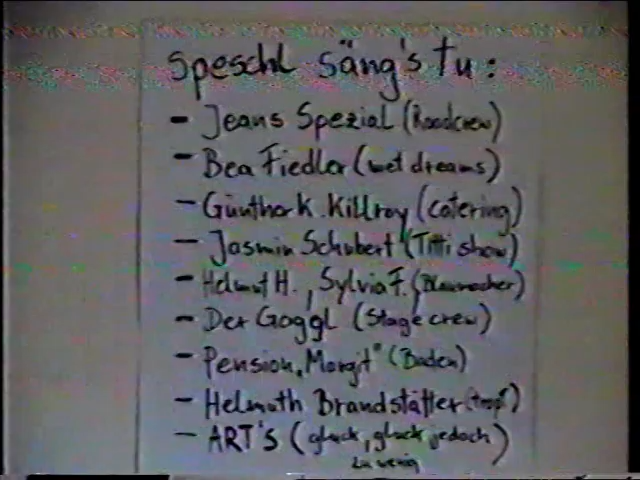 speschl säng's tu:
- Jeans Spezial (Roadcrew)
- Bea Fiedler (wet dreams)
- Günther K. Killroy (catering)
- Jasmin Schubert (Titti show)
- Helmut H., Sylvia F. (Blaumacher)
- Der Goggl (Stage crew)
- Pension „Margit" (Baden)
- Helmuth Brandstätter
- ART'S (gluck, gluck jedoch
zu wenig)